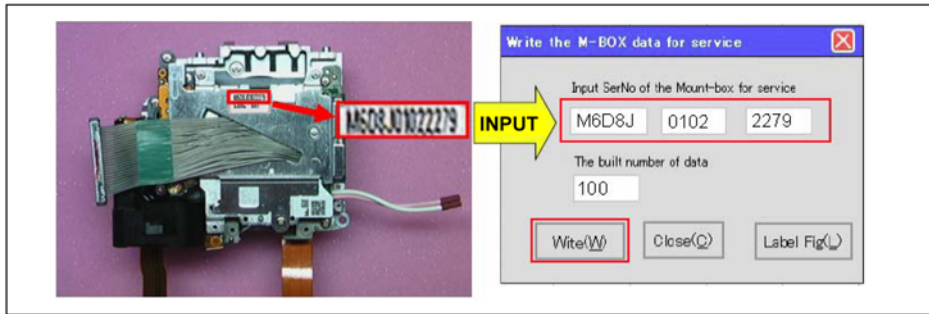 Write the M-BOX data for service
Input SerNo of the Mount-box for service
M6D8J01022279
INPUT
M6D8J 0102 2279
The built number of data
100
Wite(W) Close(C) Label Fig(L)